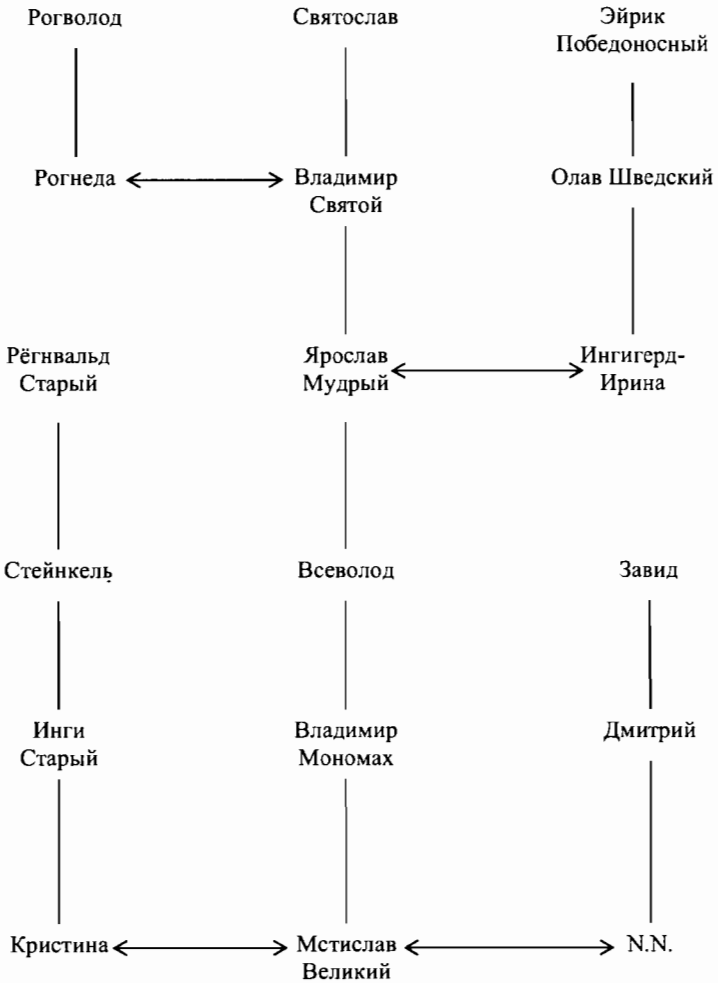 Рогволод
Святослав
Эйрик
Победоносный
Рогнеда
Владимир
Святой
Олав Шведский
Рёгнвальд
Старый
Ярослав
Мудрый
Ингигерд-
Ирина
Стейнкель
Всеволод
Завид
Инги
Старый
Владимир
Мономах
Дмитрий
Кристина
Мстислав
Великий
N.N.